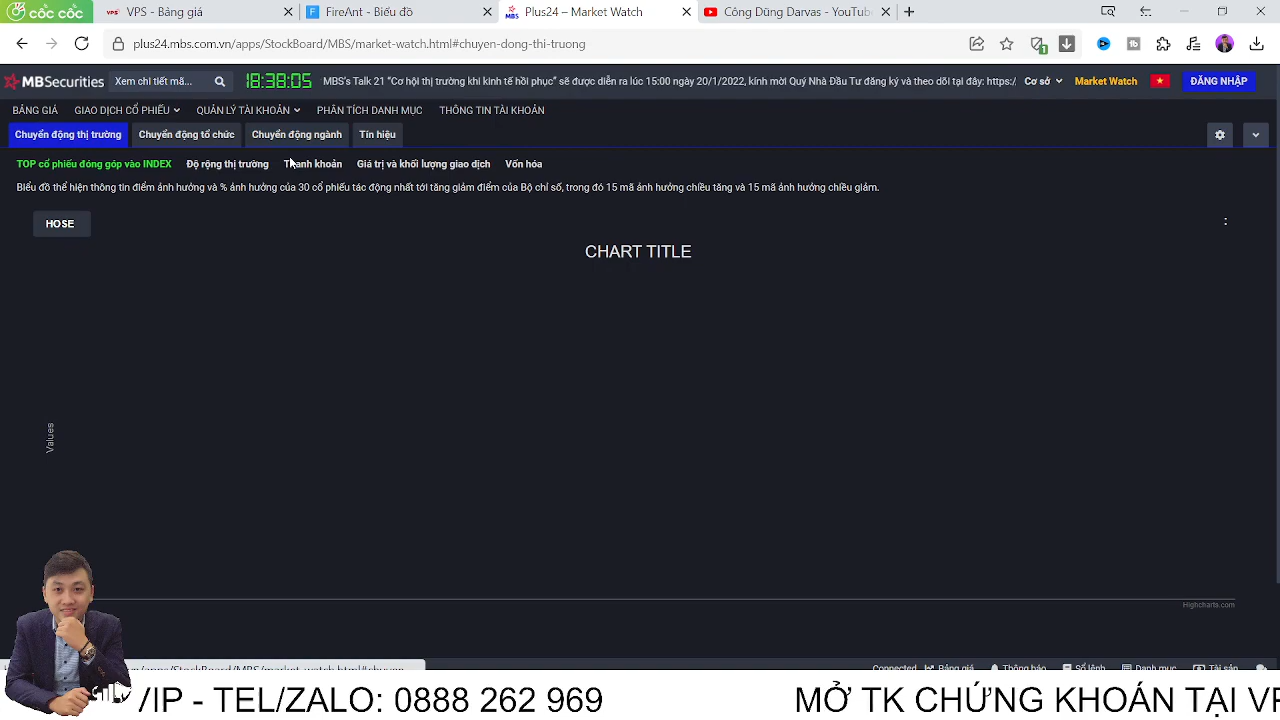 cốc cốc
VPS - Bảng giá
FireAnt - Biểu đồ
Plus24 – Market Watch
Công Dũng Darvas - YouTube
plus24.mbs.com.vn/apps/StockBoard/MBS/market-watch.html#chuyen-dong-thi-truong
MBSecurities
Xem chi tiết mã...
18:38:05
MBS's Talk 21 “Cơ hội thị trường khi kinh tế hồi phục” sẽ được diễn ra lúc 15:00 ngày 20/1/2022, kính mời Quý Nhà Đầu Tư đăng ký và theo dõi tại đây: https:/
Cơ sở
Market Watch
ĐĂNG NHẬP
BẢNG GIÁ
GIAO DỊCH CỔ PHIẾU
QUẢN LÝ TÀI KHOẢN
PHÂN TÍCH DANH MỤC
THÔNG TIN TÀI KHOẢN
Chuyển động thị trường
Chuyển động tổ chức
Chuyển động ngành
Tín hiệu
TOP cổ phiếu đóng góp vào INDEX
Độ rộng thị trường
Thanh khoản
Giá trị và khối lượng giao dịch
Vốn hóa
Biểu đồ thể hiện thông tin điểm ảnh hưởng và % ảnh hưởng của 30 cổ phiếu tác động nhất tới tăng giảm điểm của Bộ chỉ số, trong đó 15 mã ảnh hưởng chiều tăng và 15 mã ảnh hưởng chiều giảm.
HOSE
CHART TITLE
Values
Highcharts.com
Connected
Bảng giá
Thông báo
Sổ lệnh
Danh mục
Tài sản
/IP - TEL/ZALO: 0888 262 969
MỞ TK CHỨNG KHOÁN TẠI VP